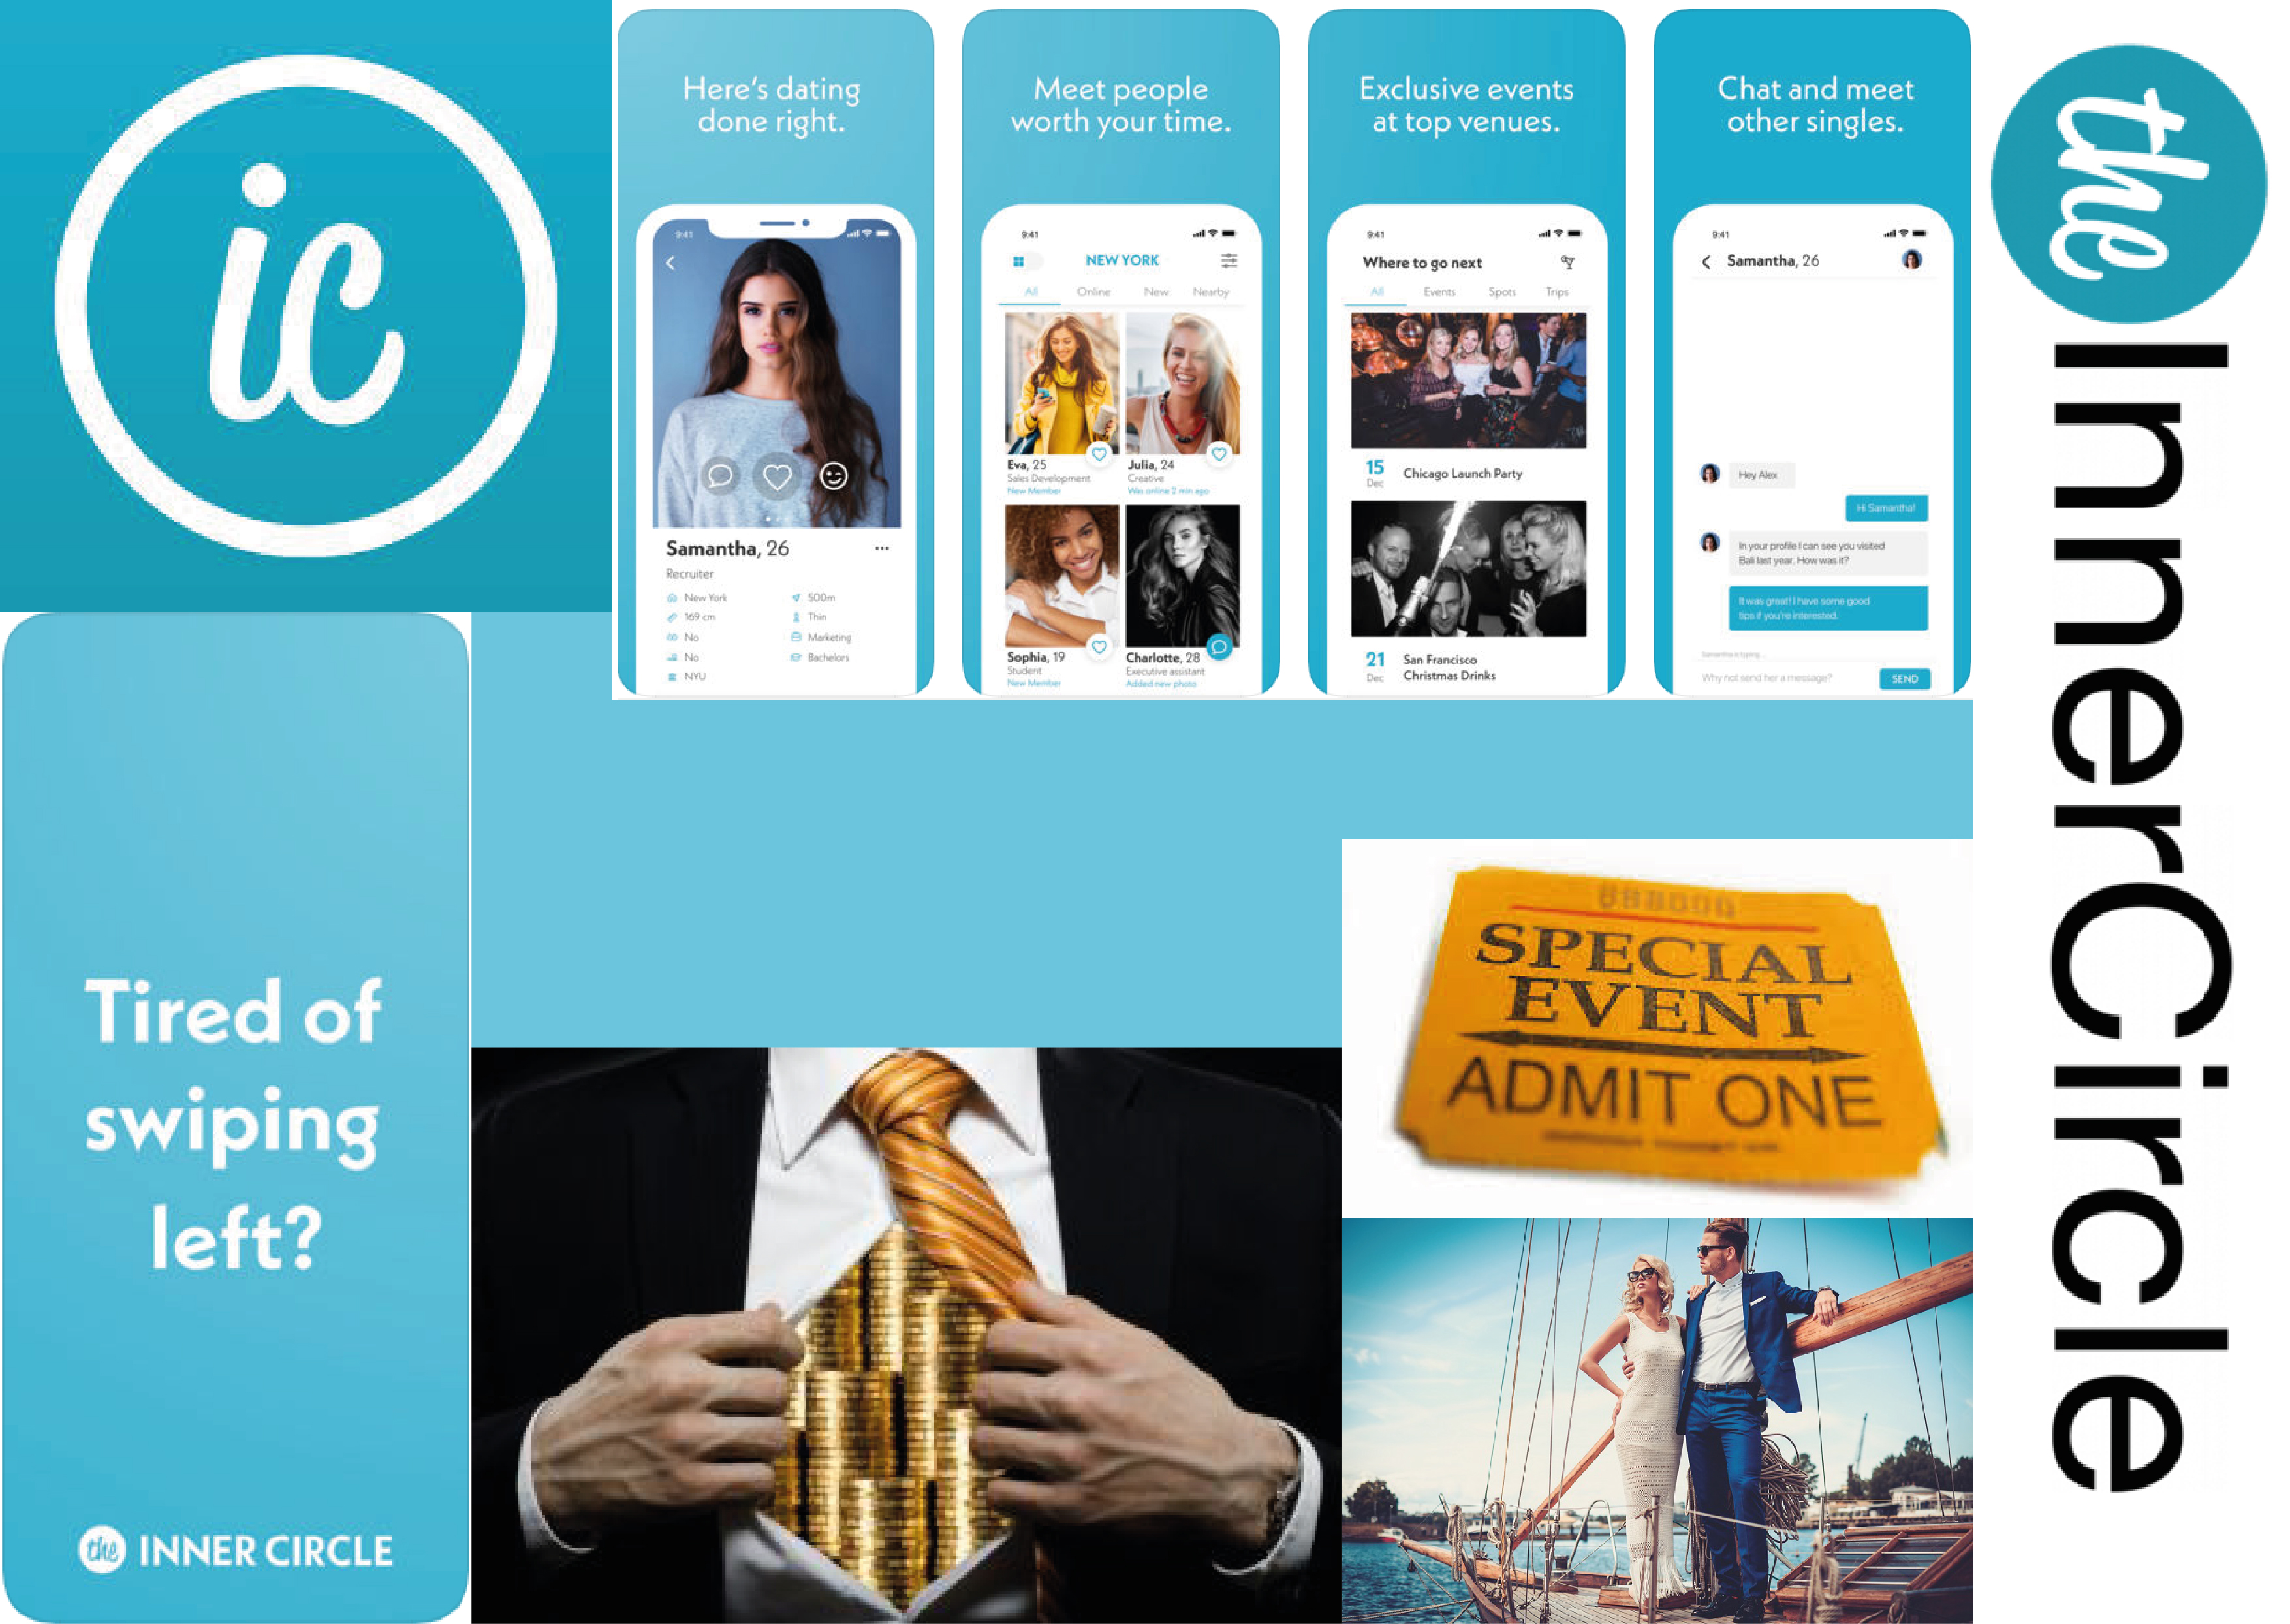 ic
Here's dating
done right.
9:41
Samantha, 26
Recruiter
New York
500m
169 cm
Thin
No
Marketing
No
Bachelors
NYU
Meet people
worth your time.
9:41
NEW YORK
All
Online
New
Nearby
Eva, 25
Sales Development
New Member
Julia, 24
Creative
Was online 2 min ago
Sophia, 19
Student
New Member
Charlotte, 28
Executive assistant
Added new photo
Exclusive events
at top venues.
9:41
Where to go next
All
Events
Spots
Trips
15
Dec
Chicago Launch Party
21
Dec
San Francisco
Christmas Drinks
Chat and meet
other singles.
9:41
Samantha, 26
Hey Alex
Hi Samantha!
In your profile I can see you visited
Bali last year. How was it?
It was great! I have some good
tips if you're interested.
Samantha is typing...
Why not send her a message?
SEND
the InnerCircle
Tired of
swiping
left?
the INNER CIRCLE
SPECIAL
EVENT
ADMIT ONE